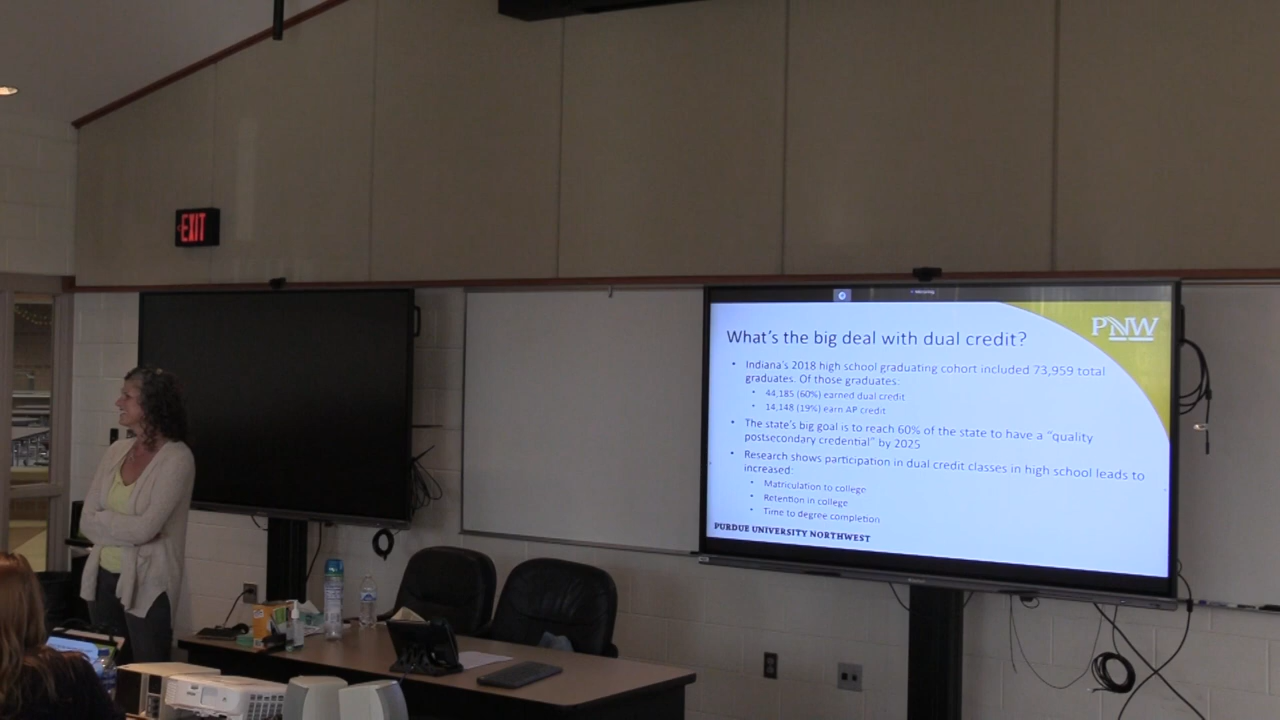 EXIT
PNW
What's the big deal with dual credit?
• Indiana's 2018 high school graduating cohort included 73,959 total
graduates. Of those graduates:
• 44,185 (60%) earned dual credit
• 14,148 (19%) earn AP credit
• The state's big goal is to reach 60% of the state to have a "quality
postsecondary credential" by 2025
• Research shows participation in dual credit classes in high school leads to
increased:
• Matriculation to college
• Retention in college
• Time to degree completion
PURDUE UNIVERSITY NORTHWEST